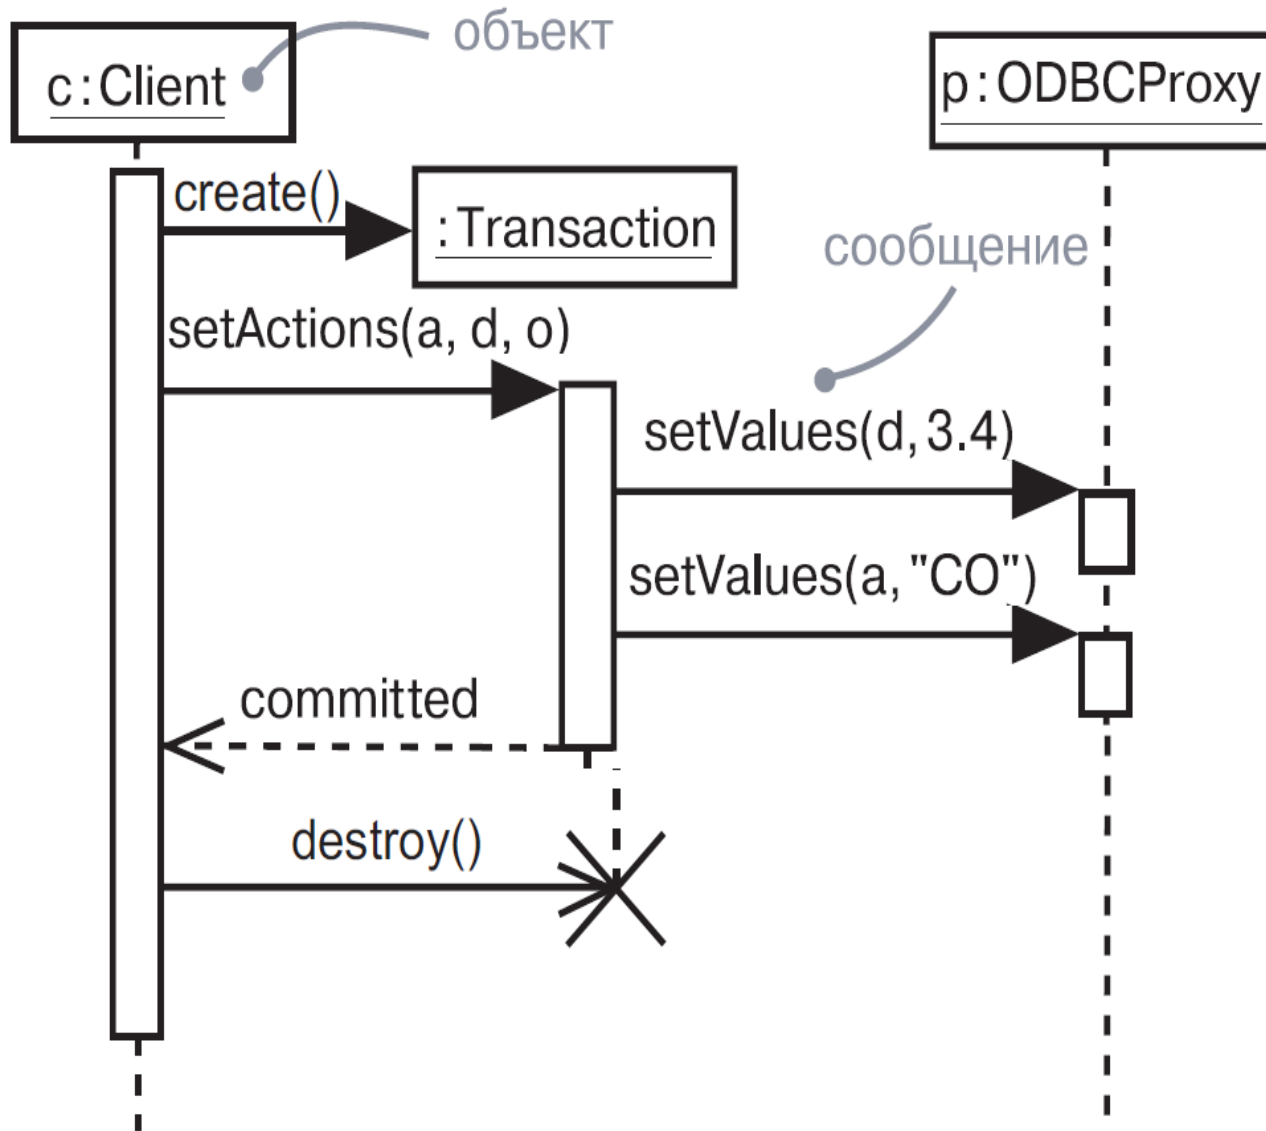 объект
c:Client
p:ODBCProxy
create()
:Transaction
сообщение
setActions(a, d, o)
setValues(d, 3.4)
setValues(a, "CO")
committed
destroy()